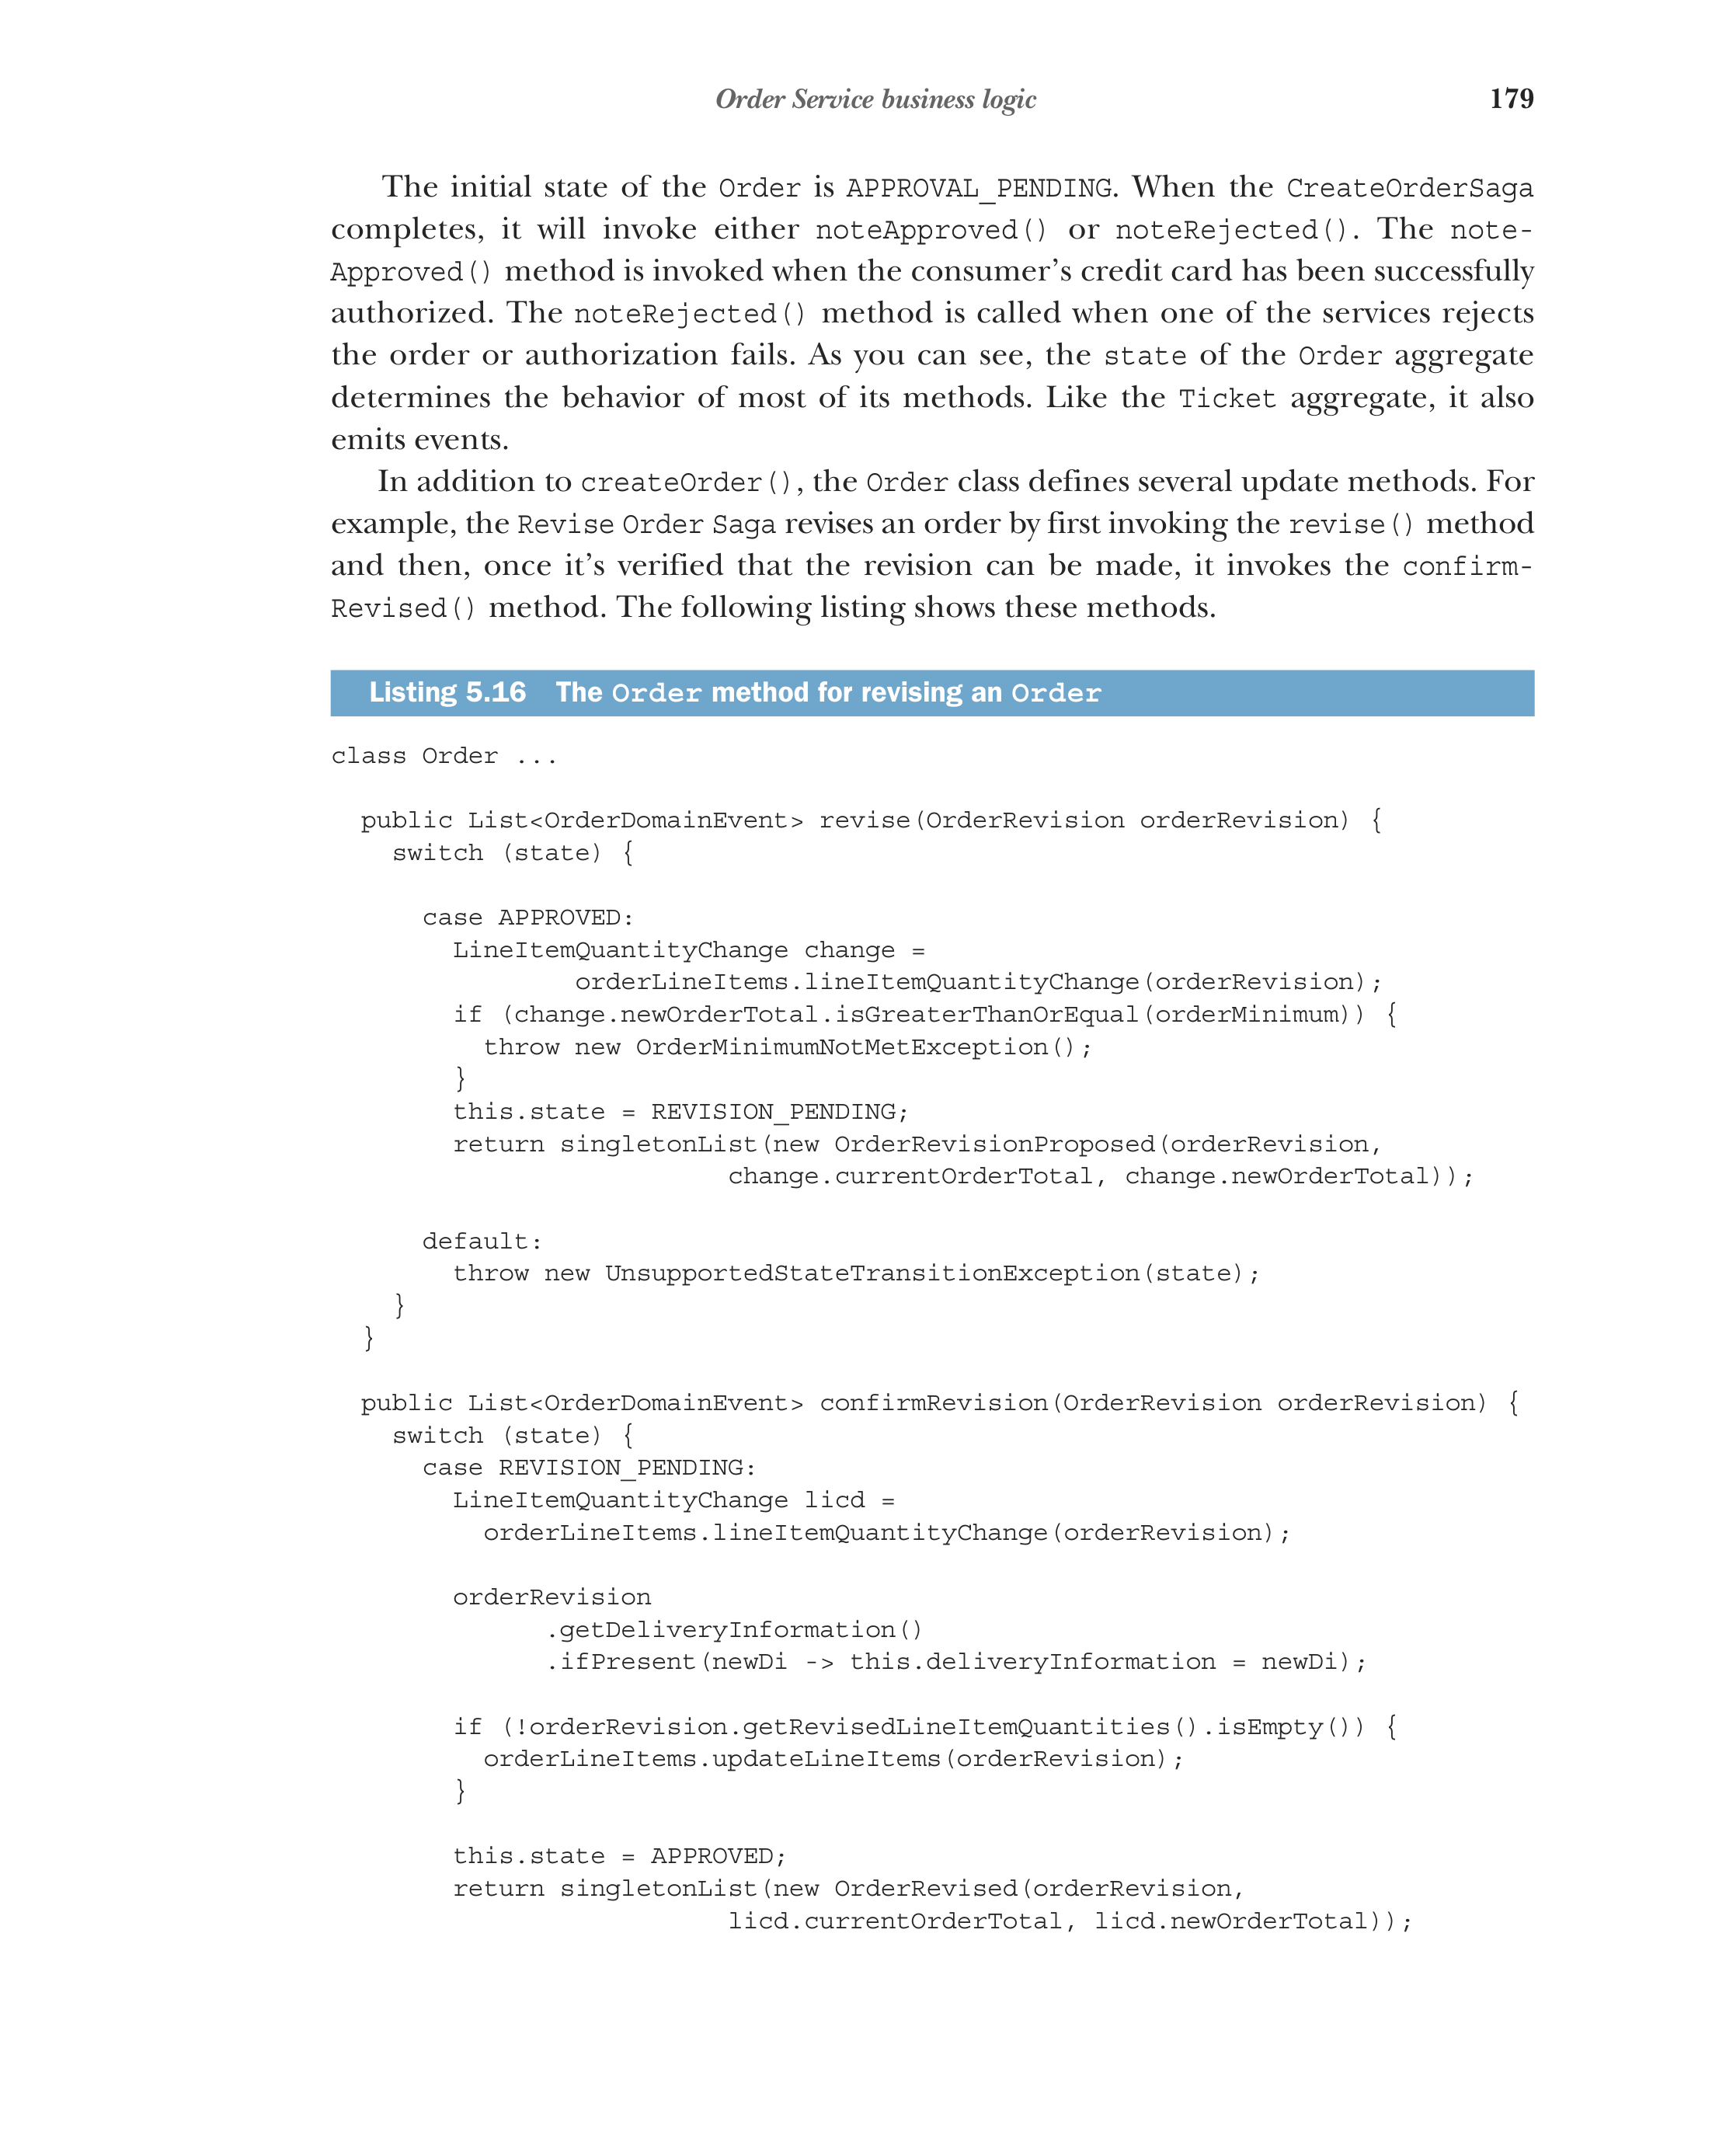 Order Service business logic 179
The initial state of the Order is APPROVAL_PENDING. When the CreateOrderSaga
completes, it will invoke either noteApproved() or noteRejected(). The note-
Approved() method is invoked when the consumer’s credit card has been successfully
authorized. The noteRejected() method is called when one of the services rejects
the order or authorization fails. As you can see, the state of the Order aggregate
determines the behavior of most of its methods. Like the Ticket aggregate, it also
emits events.
In addition to createOrder(), the Order class defines several update methods. For
example, the Revise Order Saga revises an order by first invoking the revise() method
and then, once it’s verified that the revision can be made, it invokes the confirm-
Revised() method. The following listing shows these methods.
Listing 5.16 The Order method for revising an Order
class Order ...
public List<OrderDomainEvent> revise(OrderRevision orderRevision) {
switch (state) {
case APPROVED:
LineItemQuantityChange change =
orderLineItems.lineItemQuantityChange(orderRevision);
if (change.newOrderTotal.isGreaterThanOrEqual(orderMinimum)) {
throw new OrderMinimumNotMetException();
}
this.state = REVISION_PENDING;
return singletonList(new OrderRevisionProposed(orderRevision,
change.currentOrderTotal, change.newOrderTotal));
default:
throw new UnsupportedStateTransitionException(state);
}
}
public List<OrderDomainEvent> confirmRevision(OrderRevision orderRevision) {
switch (state) {
case REVISION_PENDING:
LineItemQuantityChange licd =
orderLineItems.lineItemQuantityChange(orderRevision);
orderRevision
.getDeliveryInformation()
.ifPresent(newDi -> this.deliveryInformation = newDi);
if (!orderRevision.getRevisedLineItemQuantities().isEmpty()) {
orderLineItems.updateLineItems(orderRevision);
}
this.state = APPROVED;
return singletonList(new OrderRevised(orderRevision,
licd.currentOrderTotal, licd.newOrderTotal));